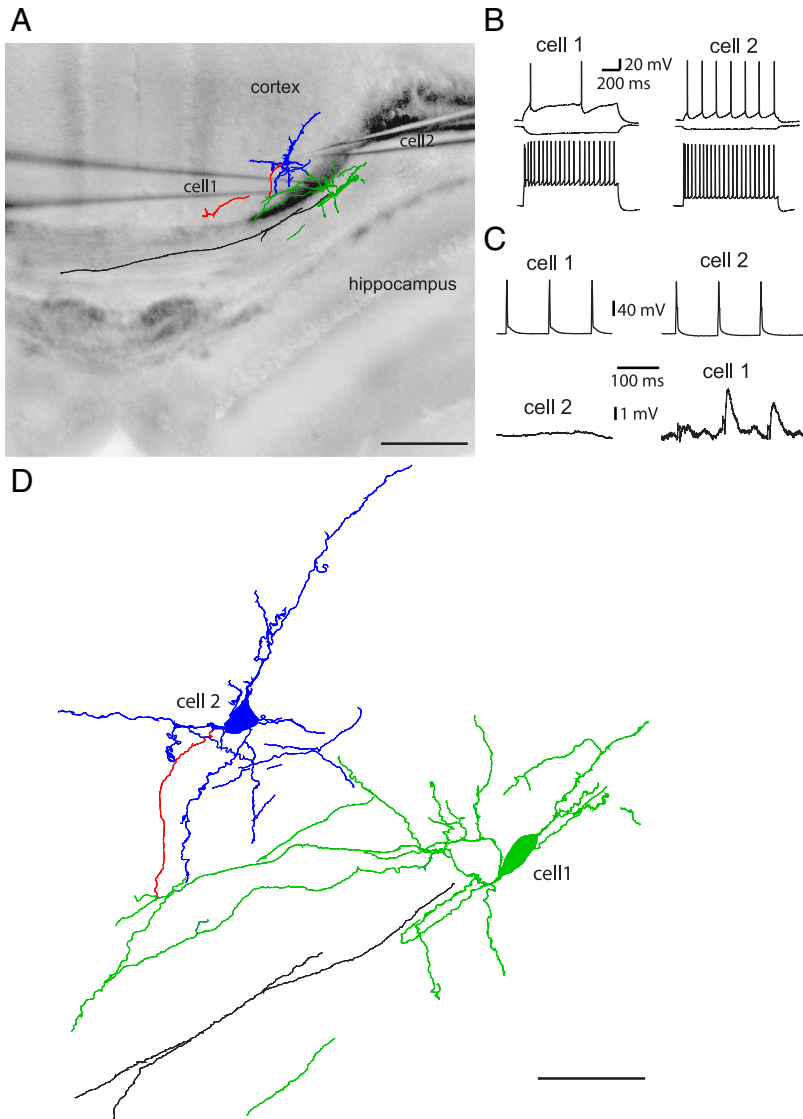 A
cortex
cell1
cell2
hippocampus
B
cell 1
cell 2
20 mV
200 ms
C
cell 1
cell 2
40 mV
100 ms
cell 2
1 mV
cell 1
D
cell 2
cell1